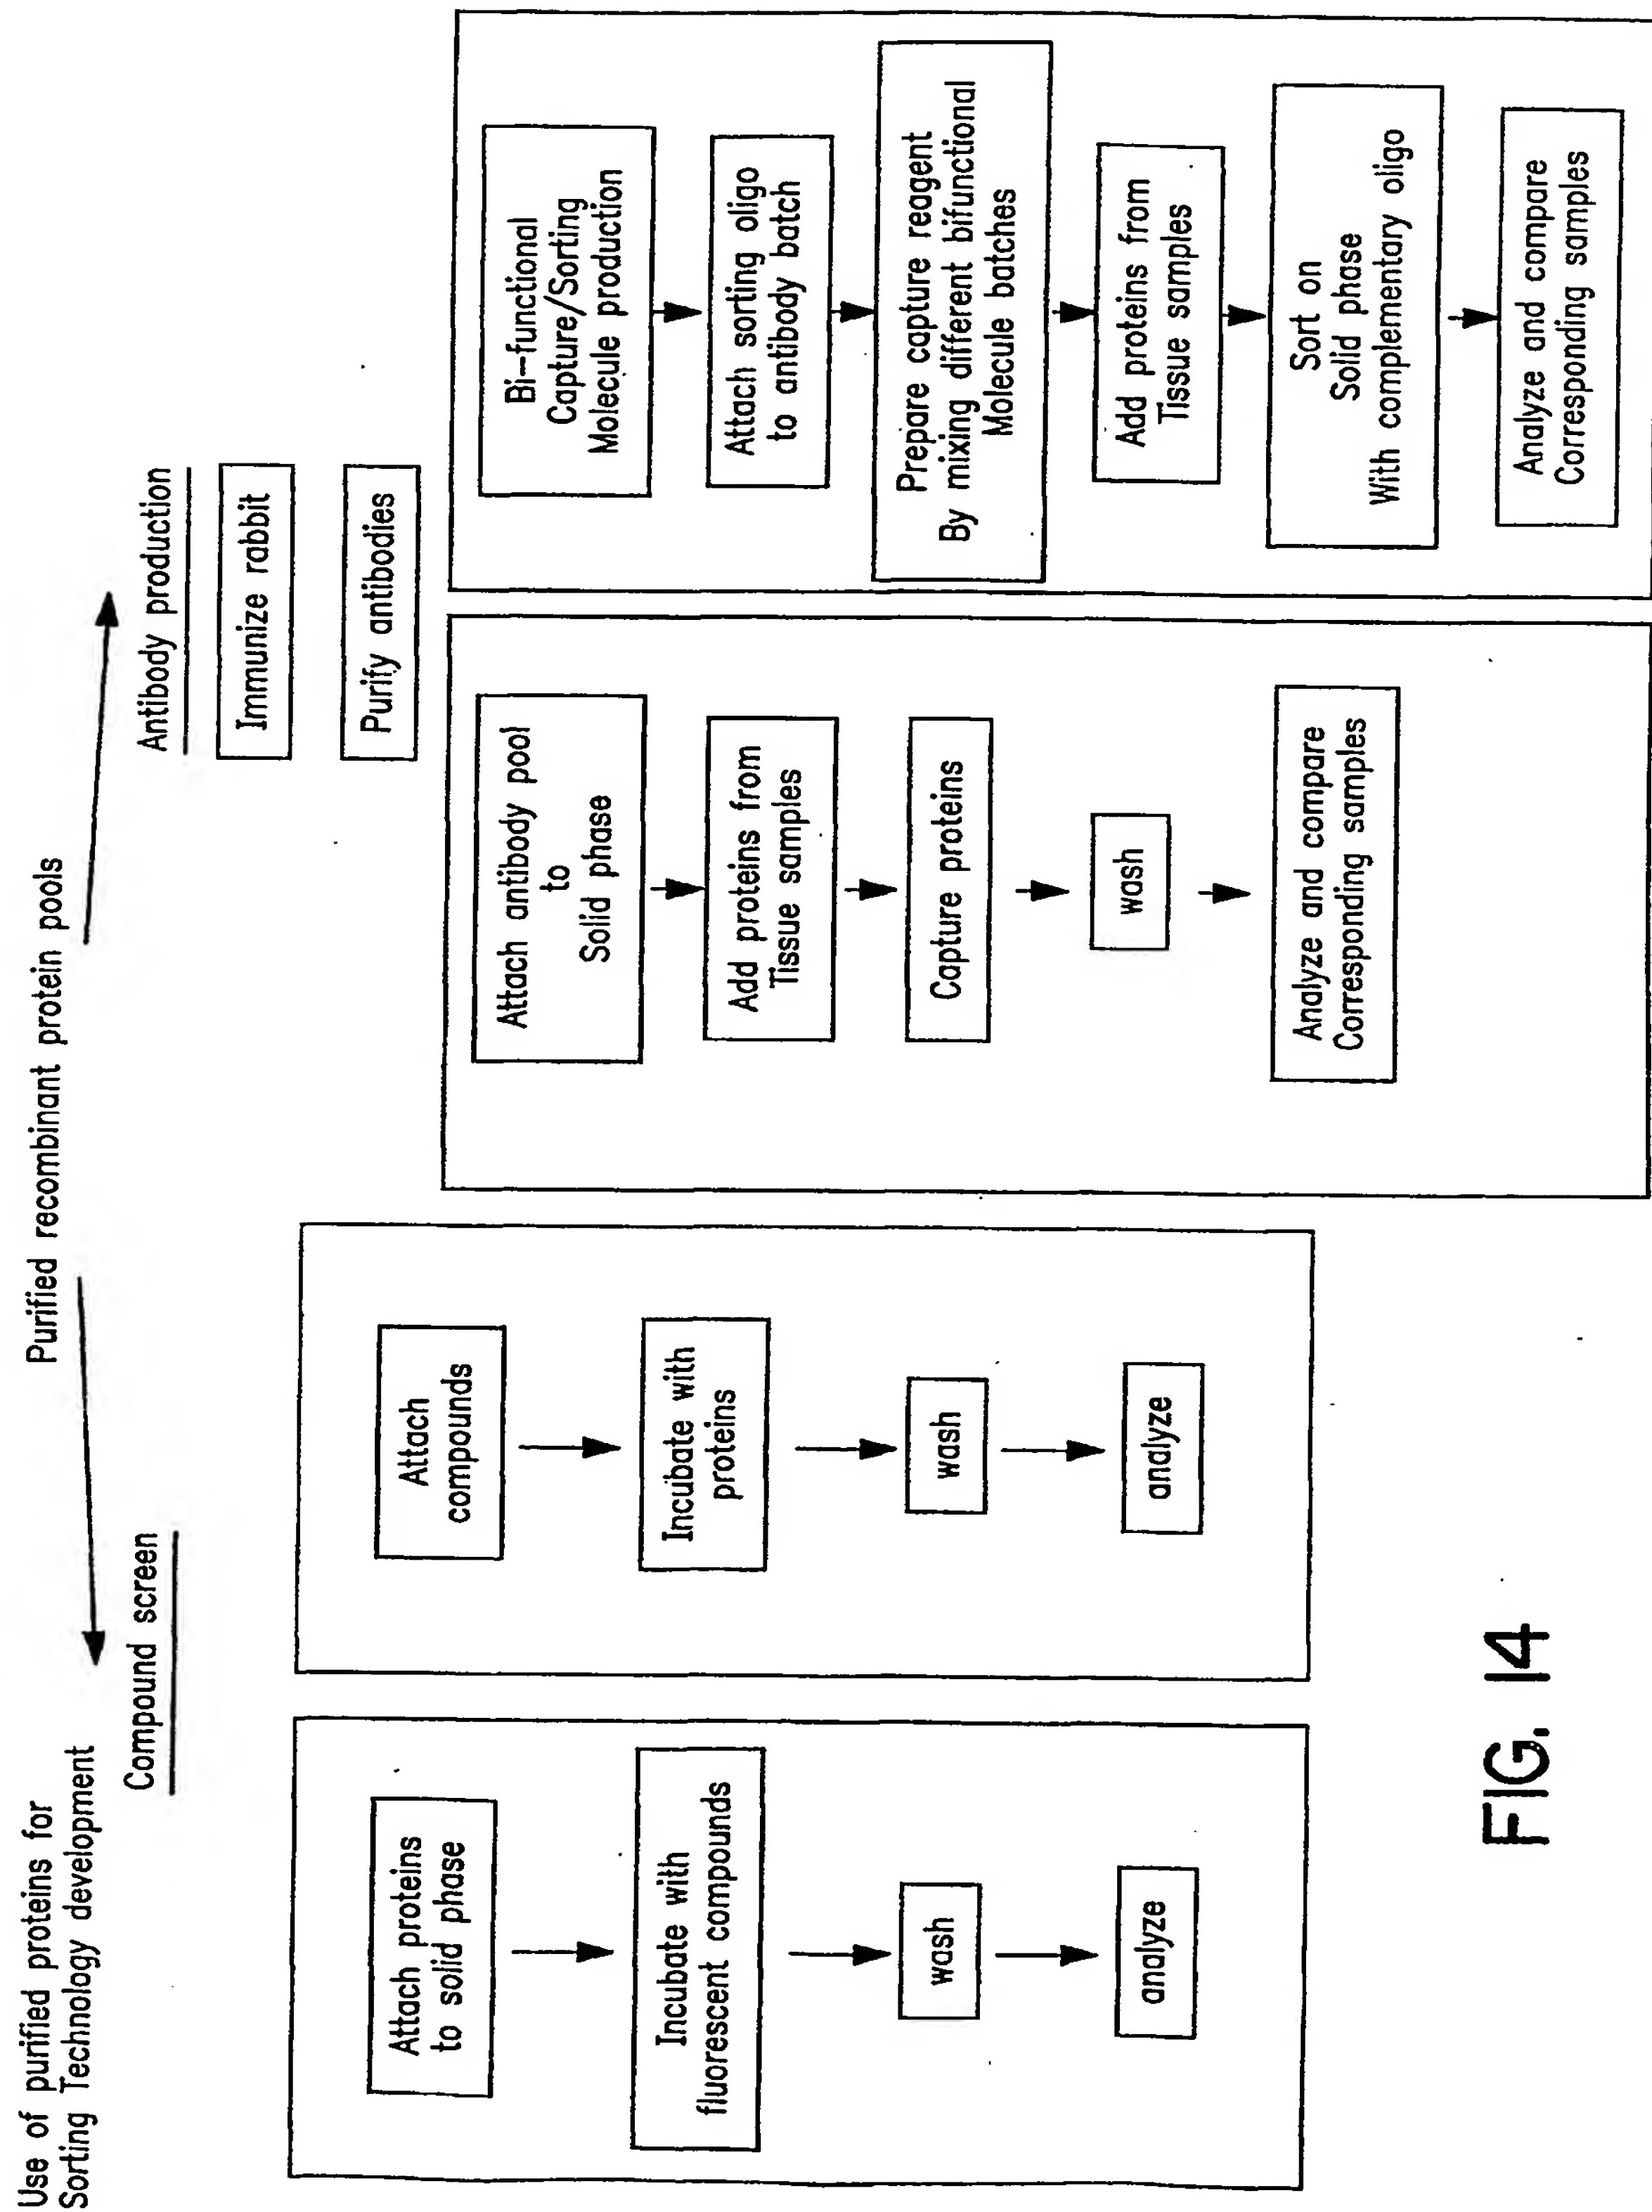 Use of purified proteins for
Sorting Technology development
Purified recombinant protein pools
Compound screen
Attach proteins
to solid phase
Incubate with
fluorescent compounds
wash
analyze
Attach
compounds
Incubate with
proteins
wash
analyze
Antibody production
Immunize rabbit
Purify antibodies
Attach antibody pool
to
Solid phase
Add proteins from
Tissue samples
Capture proteins
wash
Analyze and compare
Corresponding samples
Bi-functional
Capture/Sorting
Molecule production
Attach sorting oligo
to antibody batch
Prepare capture reagent
By mixing different bifunctional
Molecule batches
Add proteins from
Tissue samples
Sort on
Solid phase
With complementary oligo
Analyze and compare
Corresponding samples
FIG. 14